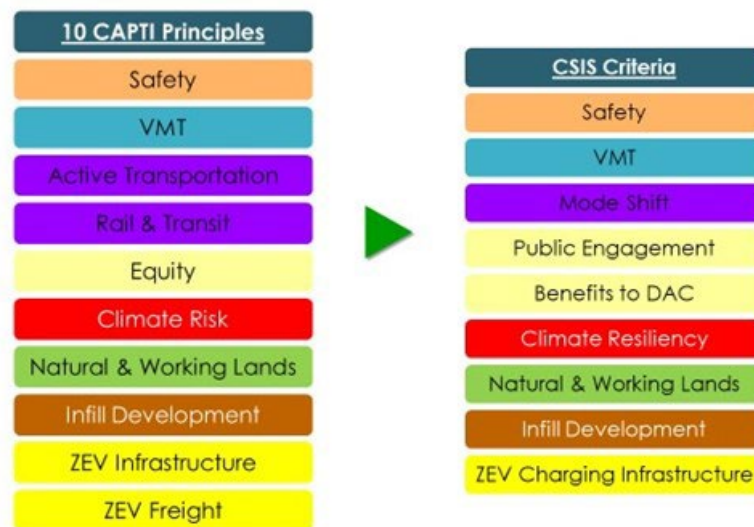 10 CAPTI Principles
Safety
VMT
Active Transportation
Rail & Transit
Equity
Climate Risk
Natural & Working Lands
Infill Development
ZEV Infrastructure
ZEV Freight
CSIS Criteria
Safety
VMT
Mode Shift
Public Engagement
Benefits to DAC
Climate Resiliency
Natural & Working Lands
Infill Development
ZEV Charging Infrastructure